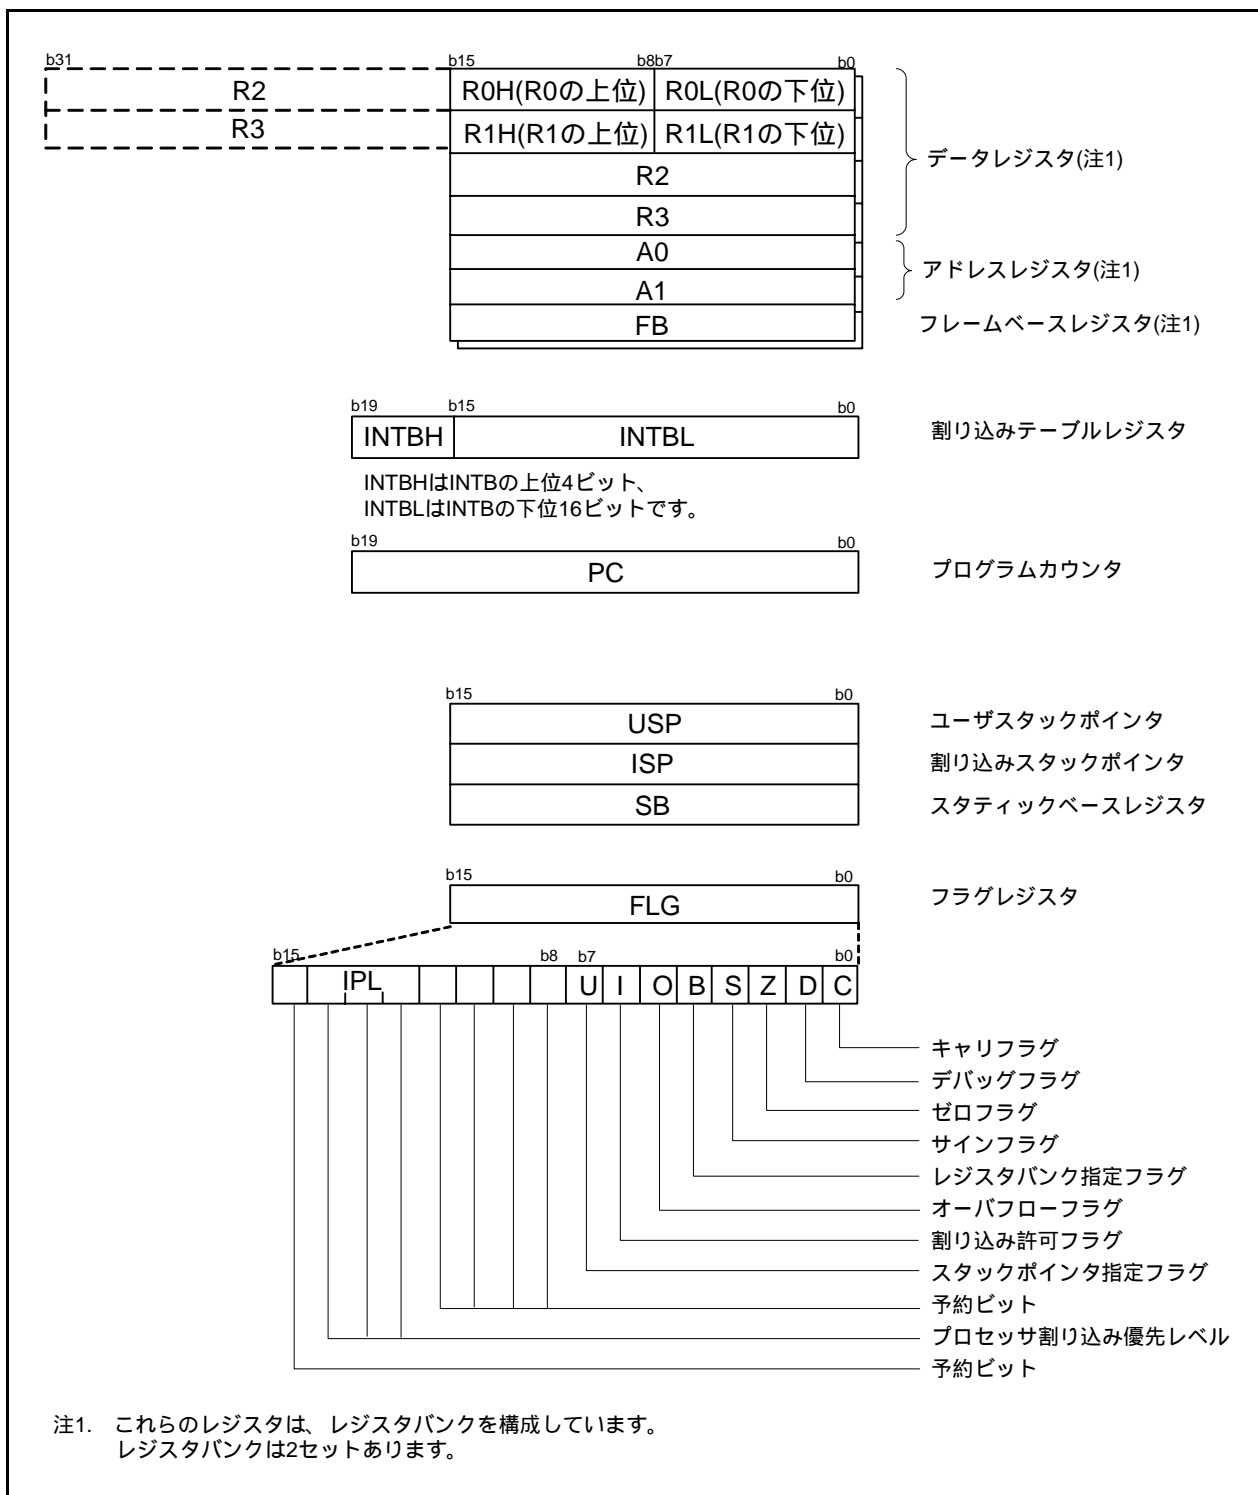 b31 b15 b8b7 b0
R2 R0H(R0の上位) R0L(R0の下位)
R3 R1H(R1の上位) R1L(R1の下位)
データレジスタ(注1)
R2
R3
A0
アドレスレジスタ(注1)
A1
FB フレームベースレジスタ(注1)
b19 b15 b0
INTBH INTBL 割り込みテーブルレジスタ
INTBHはINTBの上位4ビット、
INTBLはINTBの下位16ビットです。
b19 b0
PC プログラムカウンタ
b15 b0
USP ユーザスタックポインタ
ISP 割り込みスタックポインタ
SB スタティックベースレジスタ
b15 b0
FLG フラグレジスタ
b15 b8 b7 b0
IPL U I O B S Z D C
キャリフラグ
デバッグフラグ
ゼロフラグ
サインフラグ
レジスタバンク指定フラグ
オーバフローフラグ
割り込み許可フラグ
スタックポインタ指定フラグ
予約ビット
プロセッサ割り込み優先レベル
予約ビット
注1. これらのレジスタは、レジスタバンクを構成しています。
レジスタバンクは2セットあります。